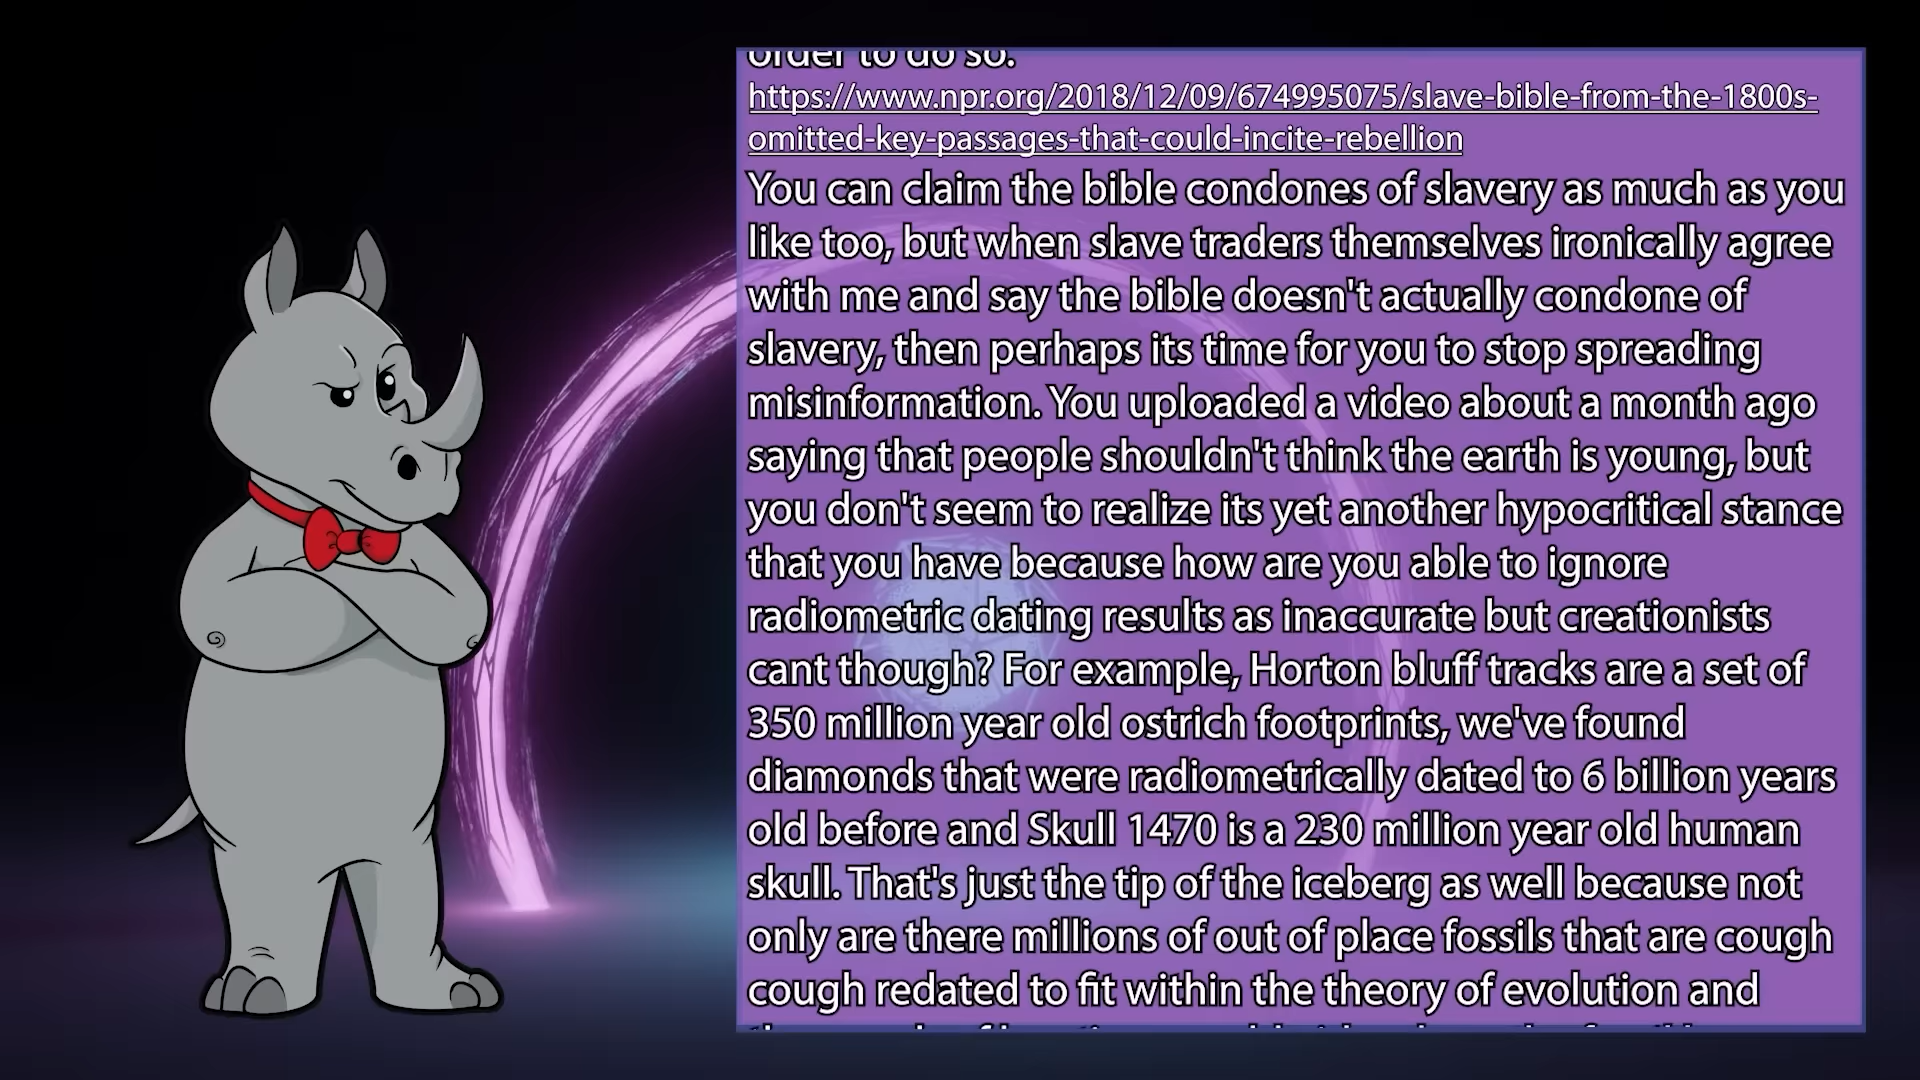 order to do so.
https://www.npr.org/2018/12/09/674995075/slave-bible-from-the-1800s-
omitted-key-passages-that-could-incite-rebellion
You can claim the bible condones of slavery as much as you
like too, but when slave traders themselves ironically agree
with me and say the bible doesn't actually condone of
slavery, then perhaps its time for you to stop spreading
misinformation. You uploaded a video about a month ago
saying that people shouldn't think the earth is young, but
you don't seem to realize its yet another hypocritical stance
that you have because how are you able to ignore
radiometric dating results as inaccurate but creationists
cant though? For example, Horton bluff tracks are a set of
350 million year old ostrich footprints, we've found
diamonds that were radiometrically dated to 6 billion years
old before and Skull 1470 is a 230 million year old human
skull. That's just the tip of the iceberg as well because not
only are there millions of out of place fossils that are cough
cough redated to fit within the theory of evolution and